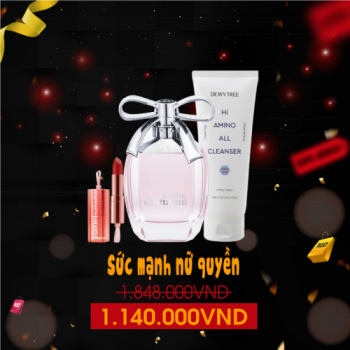 DEWYTREE
Hi
AMINO
ALL
CLEANSER
Sức mạnh nữ quyền
1.848.000VND
1.140.000VND